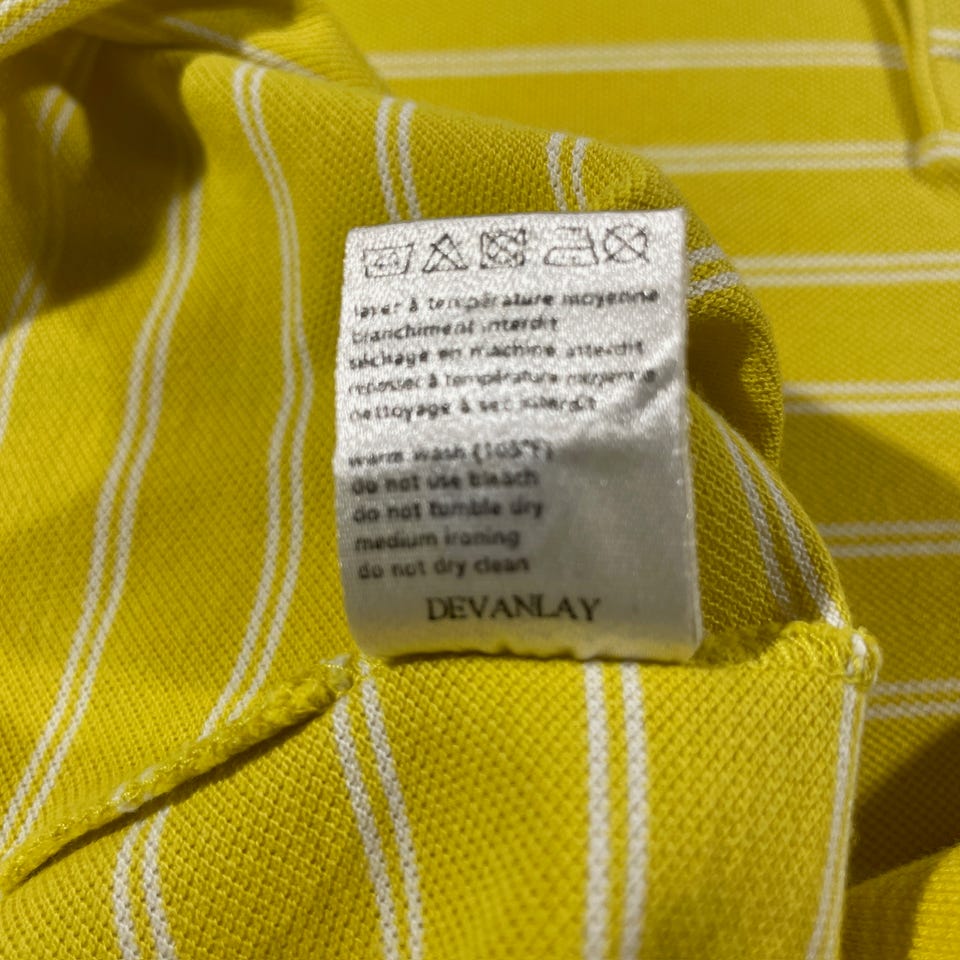 laver à température moyenne
blanchiment interdit
séchage en machine interdit
repasser à température moyenne
nettoyage à sec interdit
warm wash (105°F)
do not use bleach
do not tumble dry
medium ironing
do not dry clean
DEVANLAY